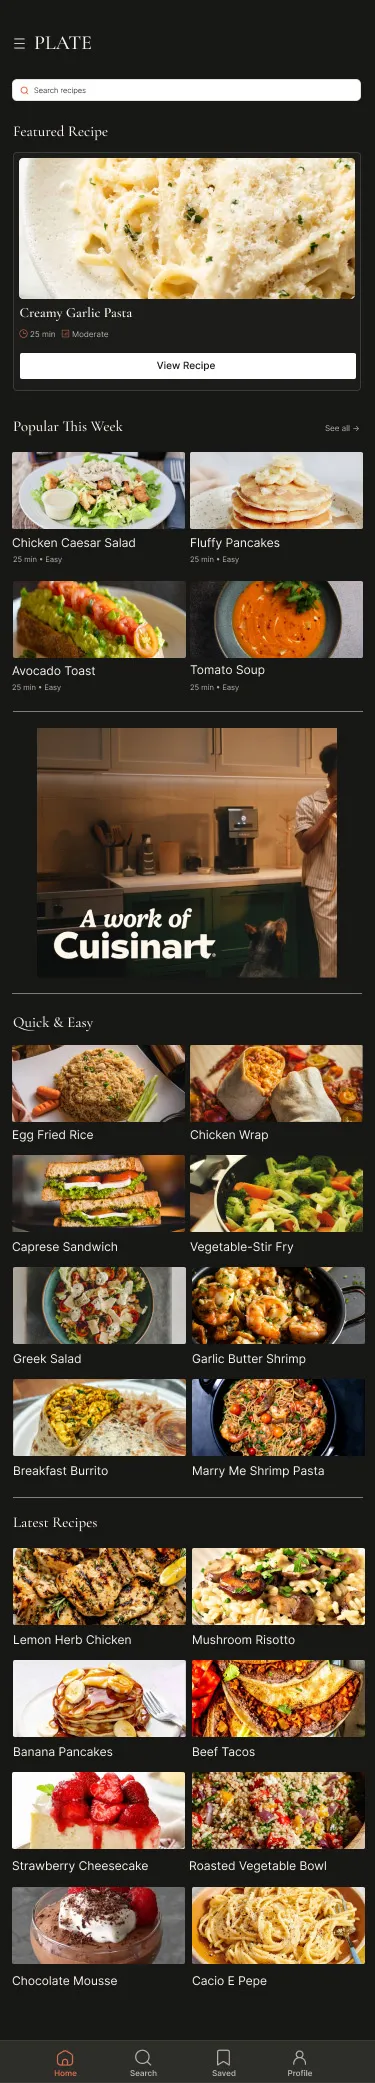 PLATE
Search recipes
Featured Recipe
Creamy Garlic Pasta
25 min Moderate
View Recipe
Popular This Week
See all →
Chicken Caesar Salad
25 min • Easy
Fluffy Pancakes
25 min • Easy
Avocado Toast
25 min • Easy
Tomato Soup
25 min • Easy
A work of
Cuisinart®
Quick & Easy
Egg Fried Rice
Chicken Wrap
Caprese Sandwich
Vegetable-Stir Fry
Greek Salad
Garlic Butter Shrimp
Breakfast Burrito
Marry Me Shrimp Pasta
Latest Recipes
Lemon Herb Chicken
Mushroom Risotto
Banana Pancakes
Beef Tacos
Strawberry Cheesecake
Roasted Vegetable Bowl
Chocolate Mousse
Cacio E Pepe
Home
Search
Saved
Profile